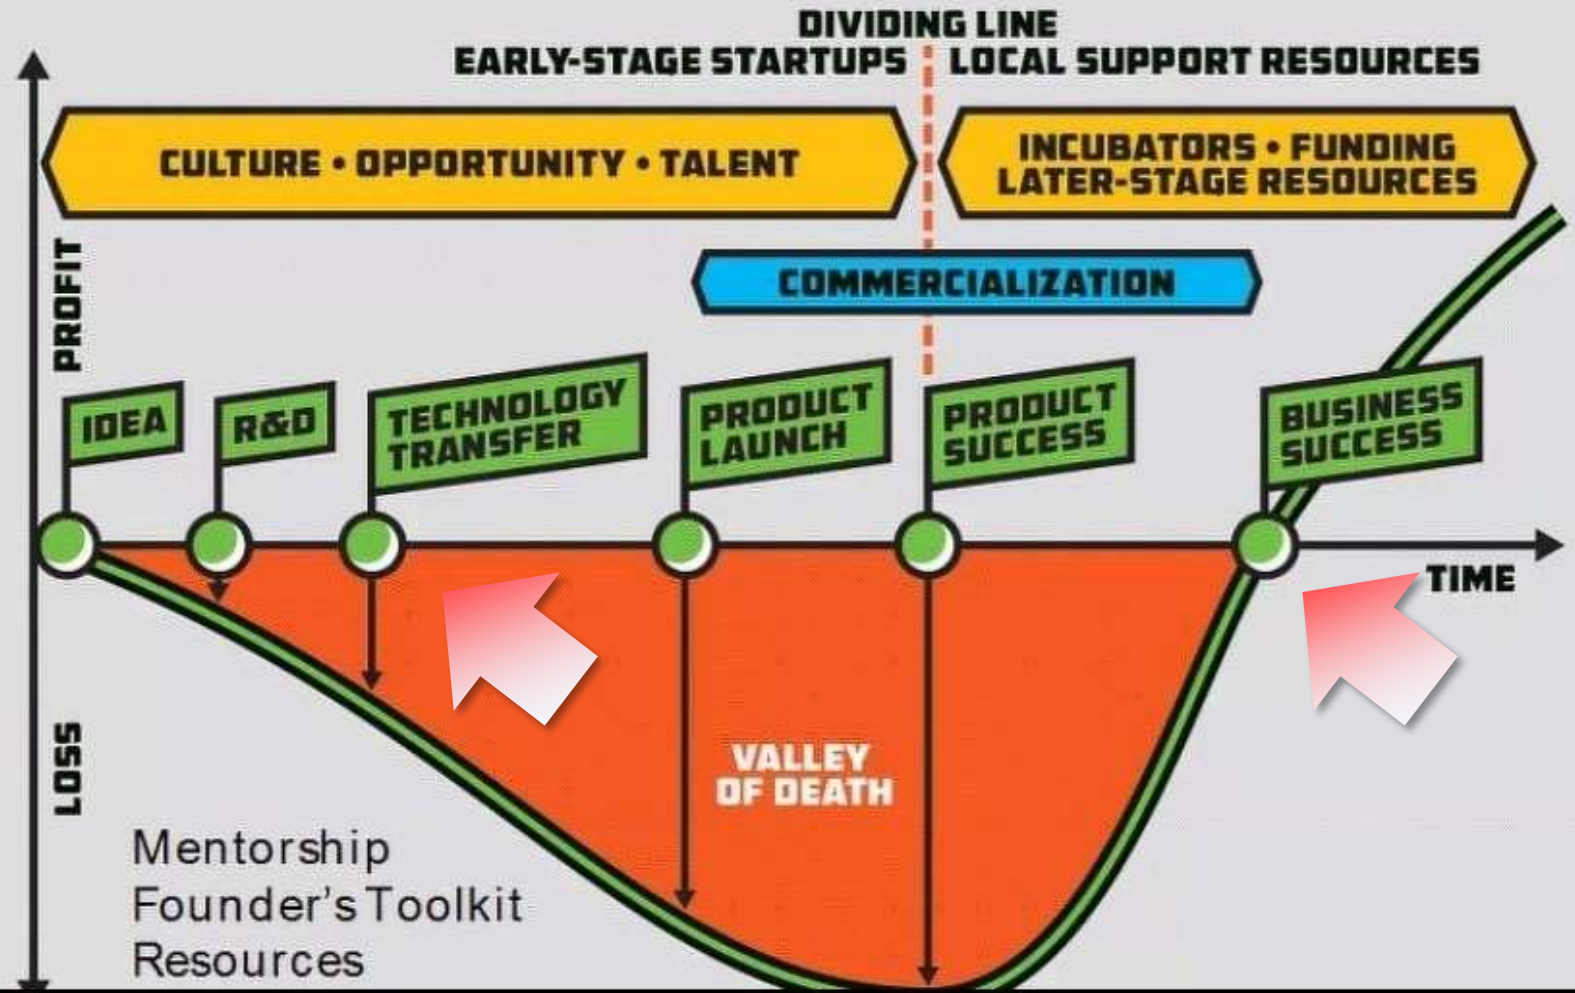 DIVIDING LINE
EARLY-STAGE STARTUPS
LOCAL SUPPORT RESOURCES
CULTURE • OPPORTUNITY • TALENT
INCUBATORS • FUNDING
LATER-STAGE RESOURCES
COMMERCIALIZATION
PROFIT
IDEA
R&D
TECHNOLOGY
TRANSFER
PRODUCT
LAUNCH
PRODUCT
SUCCESS
BUSINESS
SUCCESS
TIME
LOSS
VALLEY
OF DEATH
Mentorship
Founder's Toolkit
Resources